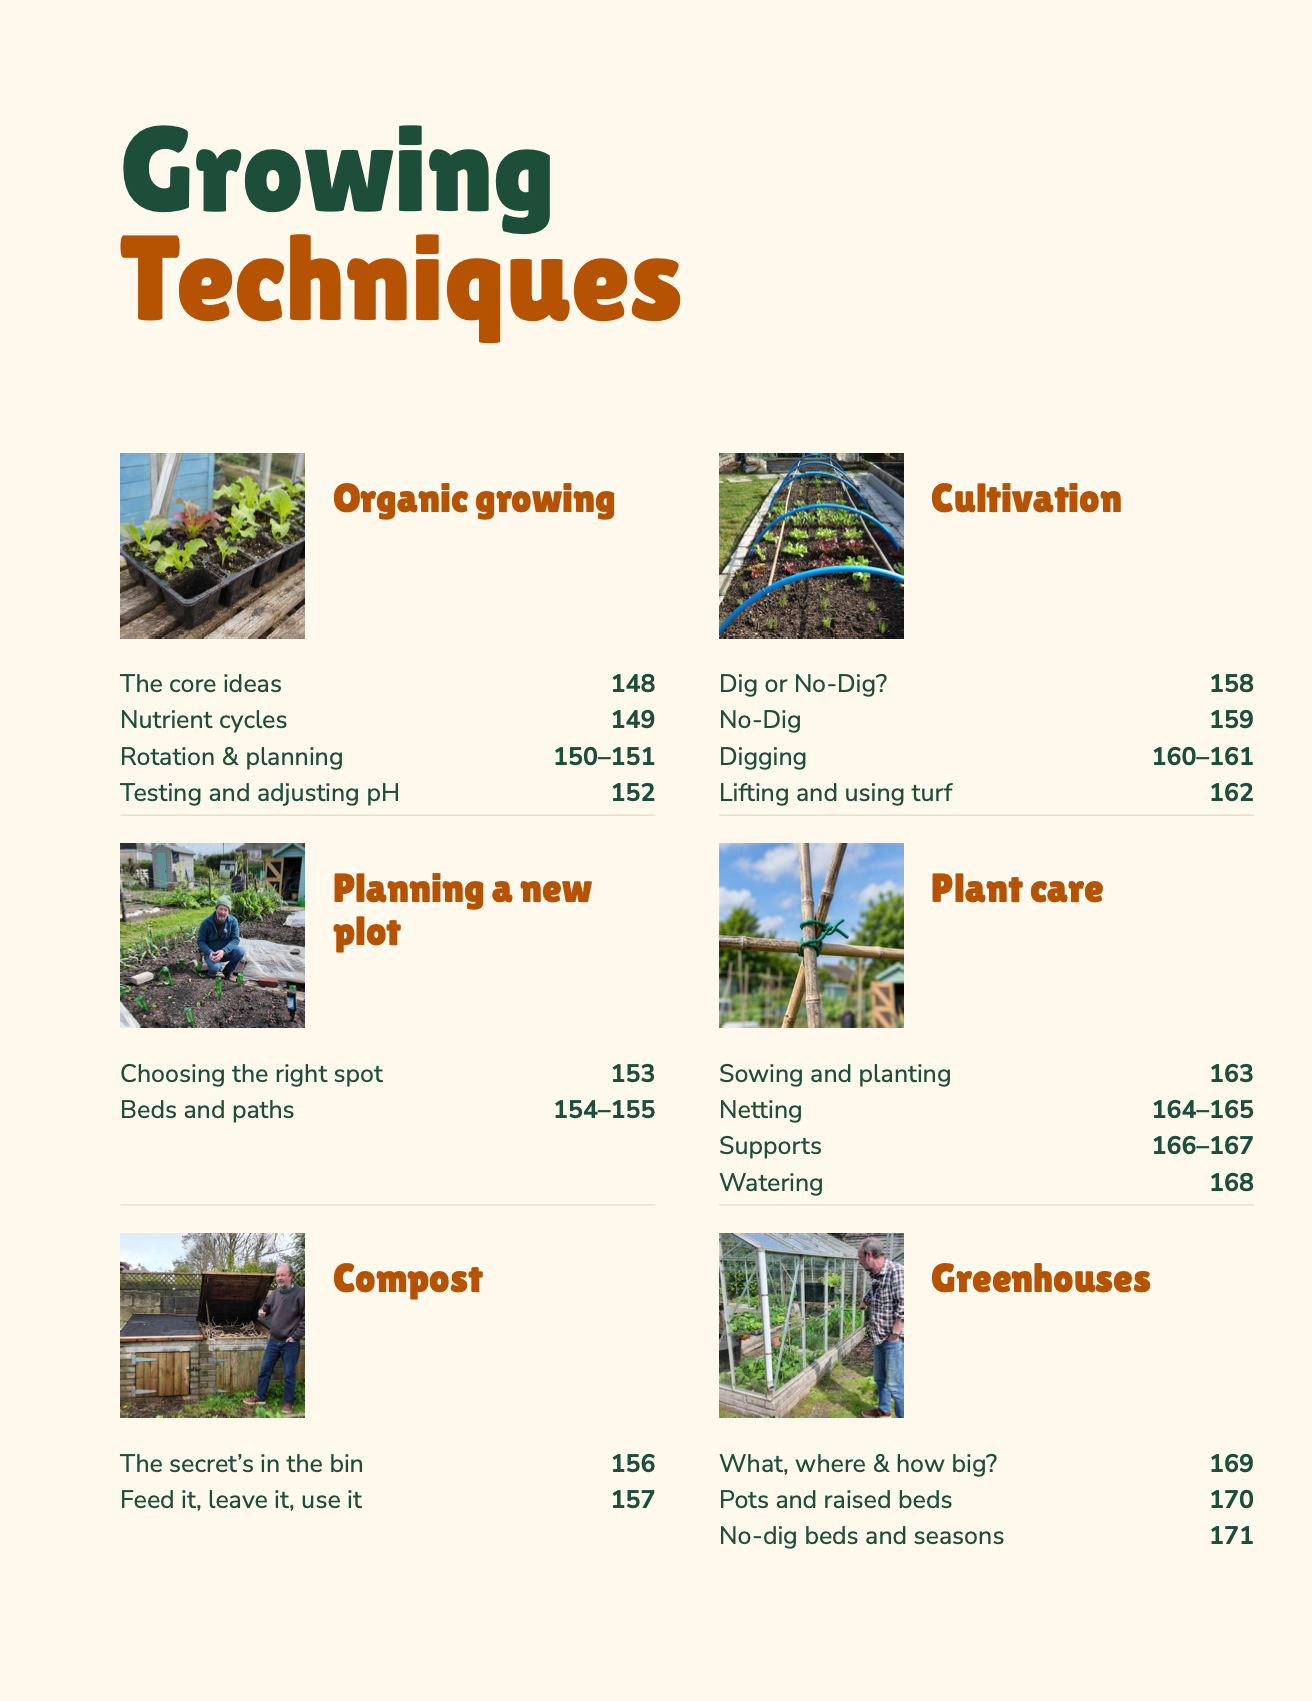 Growing
Techniques
Organic growing
The core ideas 148
Nutrient cycles 149
Rotation & planning 150–151
Testing and adjusting pH 152
Planning a new
plot
Choosing the right spot 153
Beds and paths 154–155
Compost
The secret’s in the bin 156
Feed it, leave it, use it 157
Cultivation
Dig or No-Dig? 158
No-Dig 159
Digging 160–161
Lifting and using turf 162
Plant care
Sowing and planting 163
Netting 164–165
Supports 166–167
Watering 168
Greenhouses
What, where & how big? 169
Pots and raised beds 170
No-dig beds and seasons 171